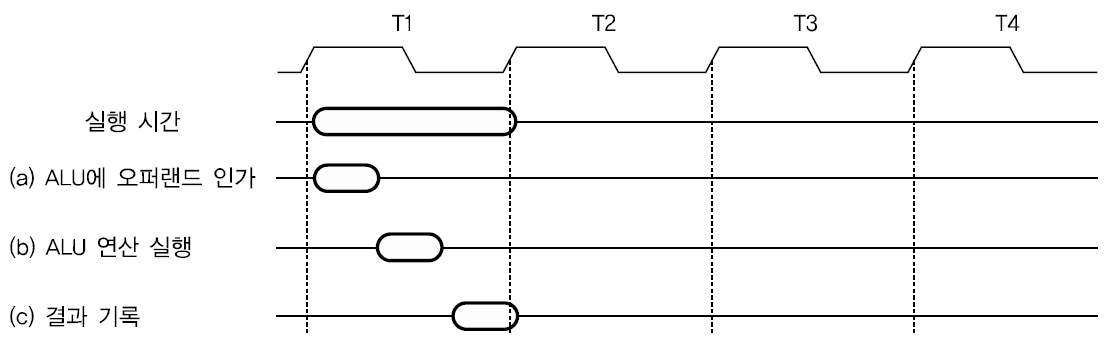 T1 T2 T3 T4
실행 시간
(a) ALU에 오퍼랜드 인가
(b) ALU 연산 실행
(c) 결과 기록